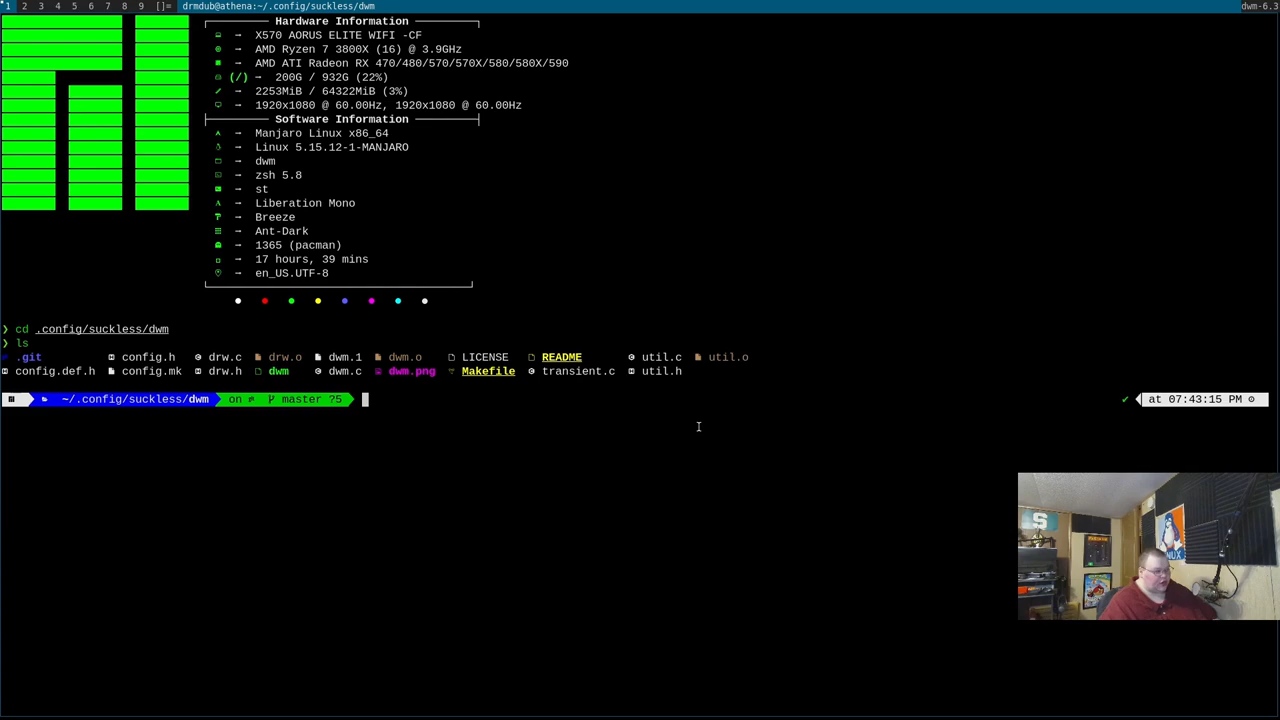 1 2 3 4 5 6 7 8 9 []= drmdub@athena:~/.config/suckless/dwm dwm-6.3
Hardware Information
→ X570 AORUS ELITE WIFI -CF
→ AMD Ryzen 7 3800X (16) @ 3.9GHz
→ AMD ATI Radeon RX 470/480/570/570X/580/580X/590
(/) → 200G / 932G (22%)
→ 2253MiB / 64322MiB (3%)
→ 1920x1080 @ 60.00Hz, 1920x1080 @ 60.00Hz
Software Information
→ Manjaro Linux x86_64
→ Linux 5.15.12-1-MANJARO
→ dwm
→ zsh 5.8
→ st
→ Liberation Mono
→ Breeze
→ Ant-Dark
→ 1365 (pacman)
→ 17 hours, 39 mins
→ en_US.UTF-8
❯ cd .config/suckless/dwm
❯ ls
.git config.h drw.c drw.o dwm.1 dwm.o LICENSE README util.c util.o
config.def.h config.mk drw.h dwm dwm.c dwm.png Makefile transient.c util.h
~/.config/suckless/dwm on master ?5 ✔ at 07:43:15 PM
S